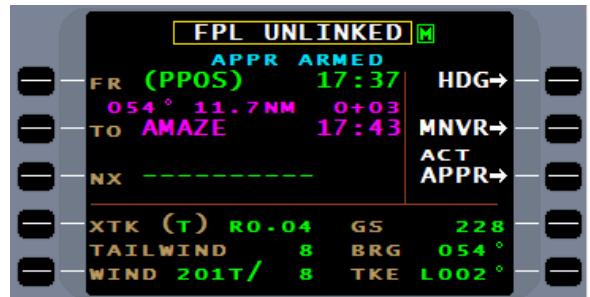 FPL UNLINKED M
APPR ARMED
FR (PPOS) 17:37 HDG→
054° 11.7NM 0+03
TO AMAZE 17:43 MNVR→
ACT
NX ---------- APPR→
XTK (T) R0.04 GS 228
TAILWIND 8 BRG 054°
WIND 201T/ 8 TKE L002°